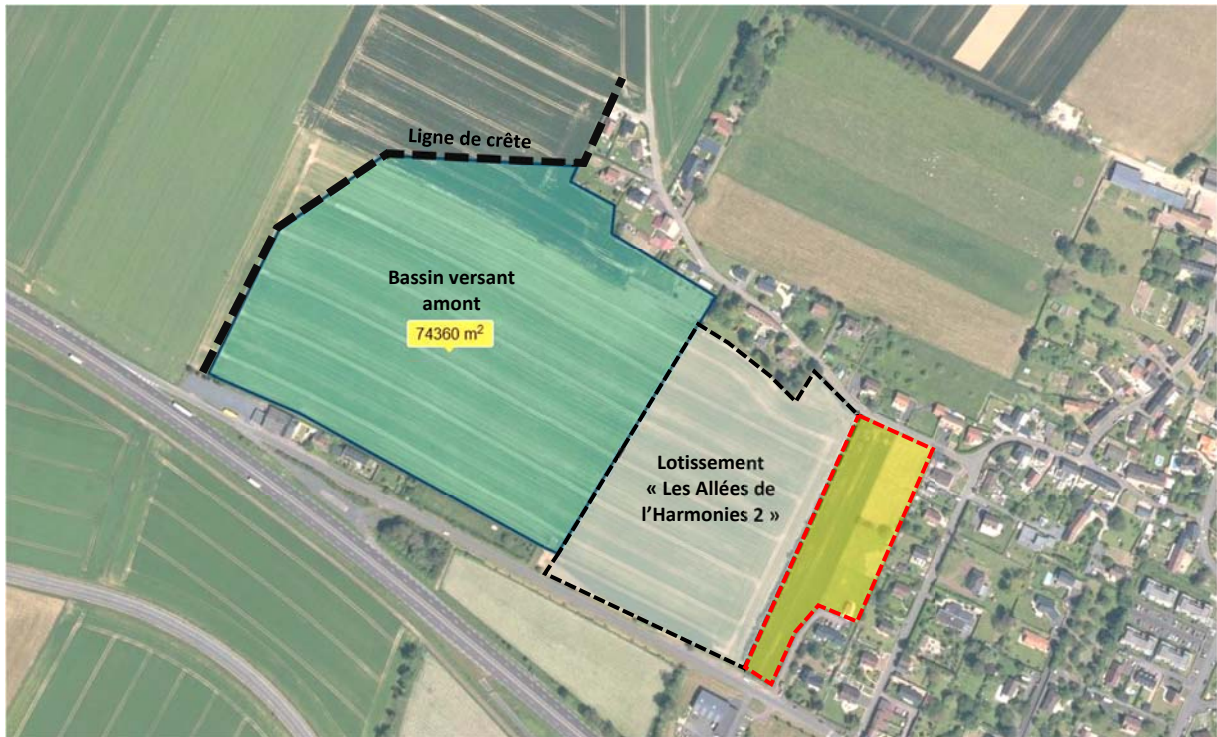 Ligne de crête
Bassin versant
amont
74360 m²
Lotissement
« Les Allées de
l’Harmonies 2 »